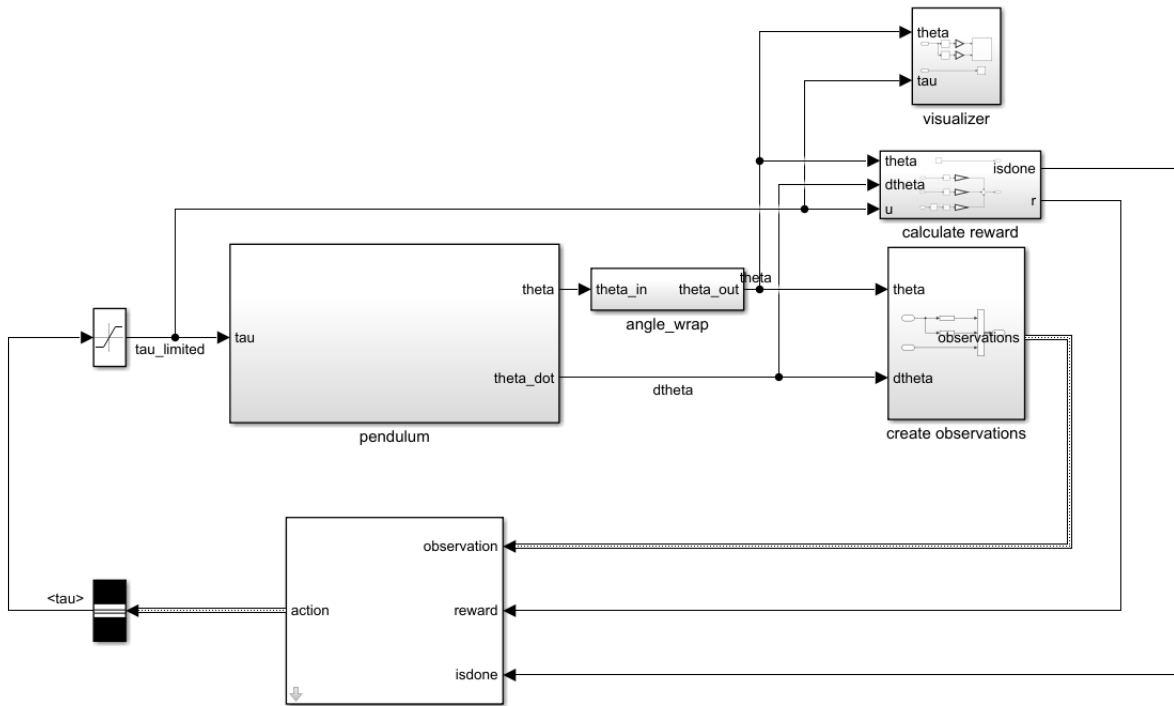 theta
tau
visualizer
theta
isdone
dtheta
r
u
calculate reward
theta
theta_in
theta_out
theta
theta
angle_wrap
tau_limited
tau
observations
theta_dot
dtheta
dtheta
pendulum
create observations
observation
<tau>
action
reward
isdone